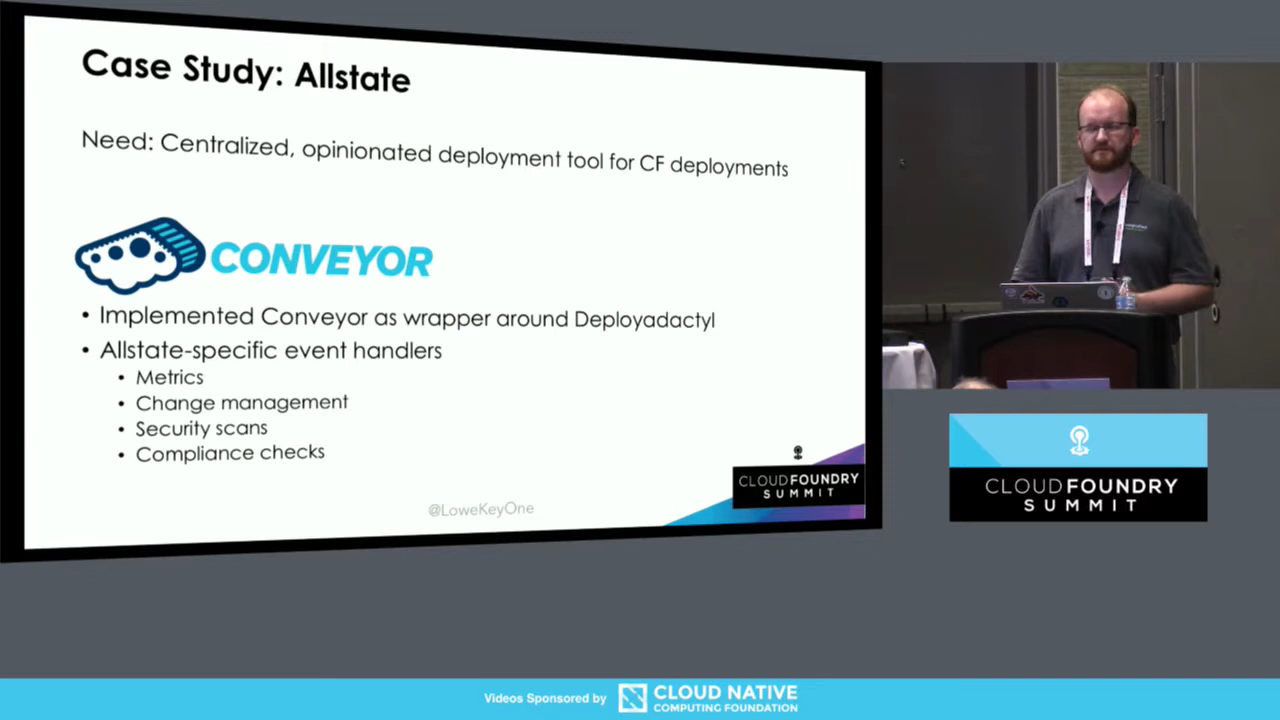 Case Study: Allstate
Need: Centralized, opinionated deployment tool for CF deployments
CONVEYOR
• Implemented Conveyor as wrapper around Deployadactyl
• Allstate-specific event handlers
• Metrics
• Change management
• Security scans
• Compliance checks
@LoweKeyOne
CLOUDFOUNDRY
SUMMIT
CLOUDFOUNDRY
SUMMIT
Videos Sponsored by
CLOUD NATIVE
COMPUTING FOUNDATION